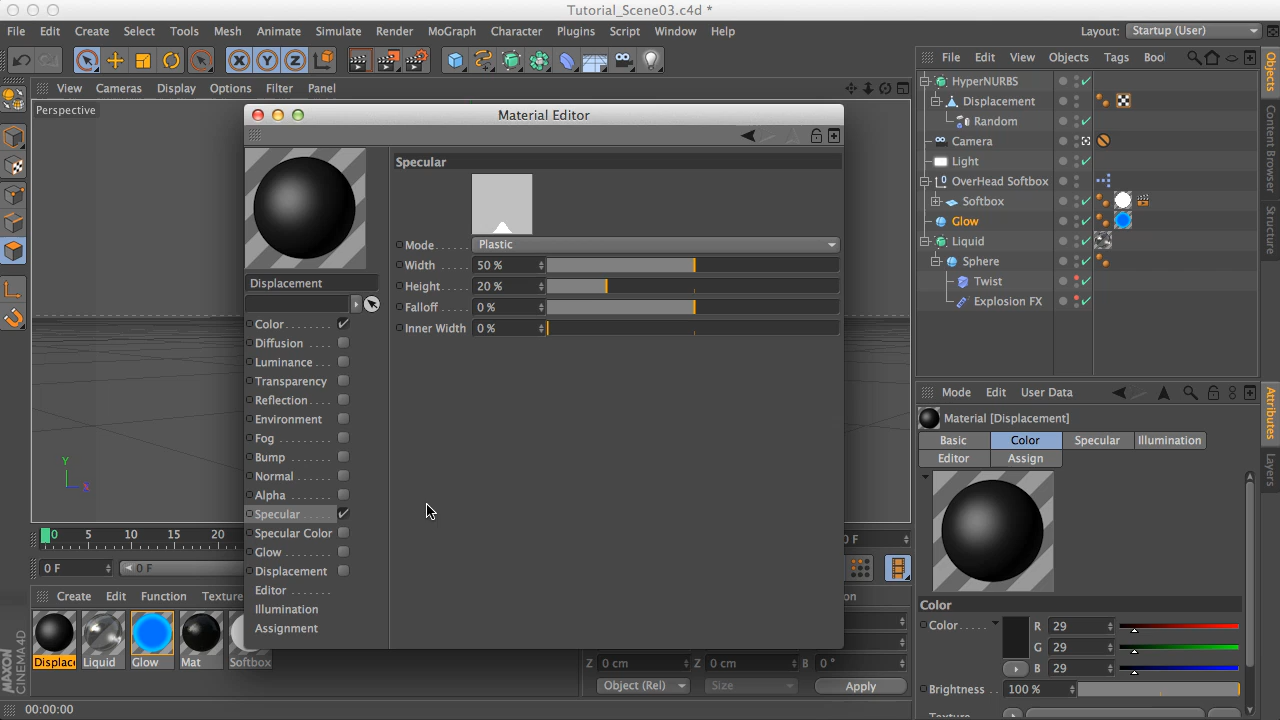 Tutorial_Scene03.c4d *
File Edit Create Select Tools Mesh Animate Simulate Render MoGraph Character Plugins Script Window Help
Layout: Startup (User)
View Cameras Display Options Filter Panel
Perspective
Y
X
Material Editor
Specular
Mode..... Plastic
Width .... 50 %
Height.... 20 %
Falloff.... 0 %
Inner Width 0 %
Displacement
Color.......
Diffusion ....
Luminance...
Transparency
Reflection....
Environment
Fog .........
Bump .......
Normal ......
Alpha .......
Specular .....
Specular Color
Glow .......
Displacement
Editor .......
Illumination
Assignment
File Edit View Objects Tags Boo
HyperNURBS
Displacement
Random
Camera
Light
OverHead Softbox
Softbox
Glow
Liquid
Sphere
Twist
Explosion FX
Objects
Content Browser
Structure
Mode Edit User Data
Material [Displacement]
Basic Color Specular Illumination
Editor Assign
Attributes
Layers
Color
Color..... R 29
G 29
B 29
Brightness .. 100 %
Texture
0 5 10 15 20
0 F
0 F 0 F
Create Edit Function Texture
Displace Liquid Glow Mat Softbox
Z 0 cm Z 0 cm B 0 °
Object (Rel) Size Apply
MAXON
CINEMA4D
00:00:00